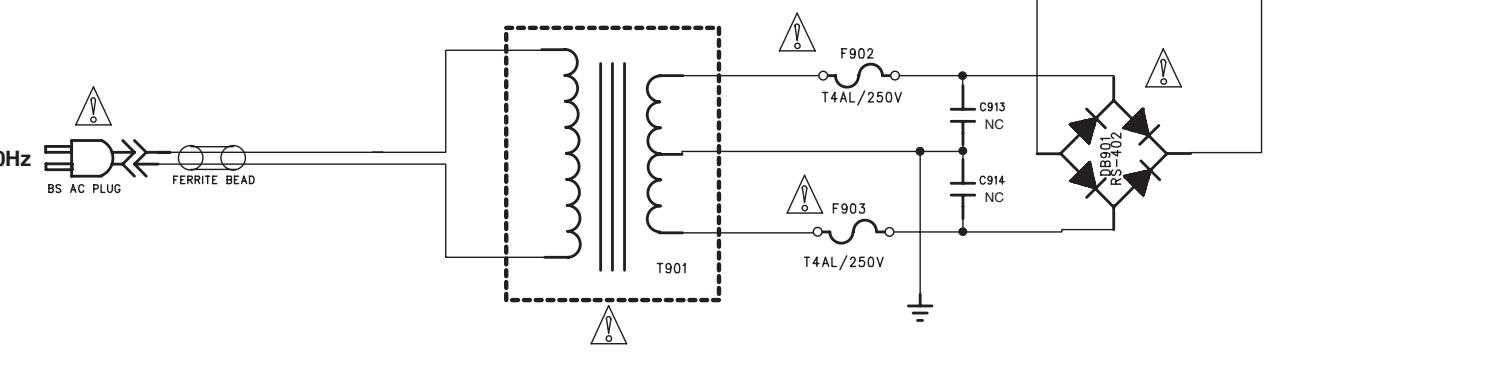 0Hz
BS AC PLUG
FERRITE BEAD
T901
F902
T4AL/250V
C913
NC
C914
NC
F903
T4AL/250V
DB901
RS-402